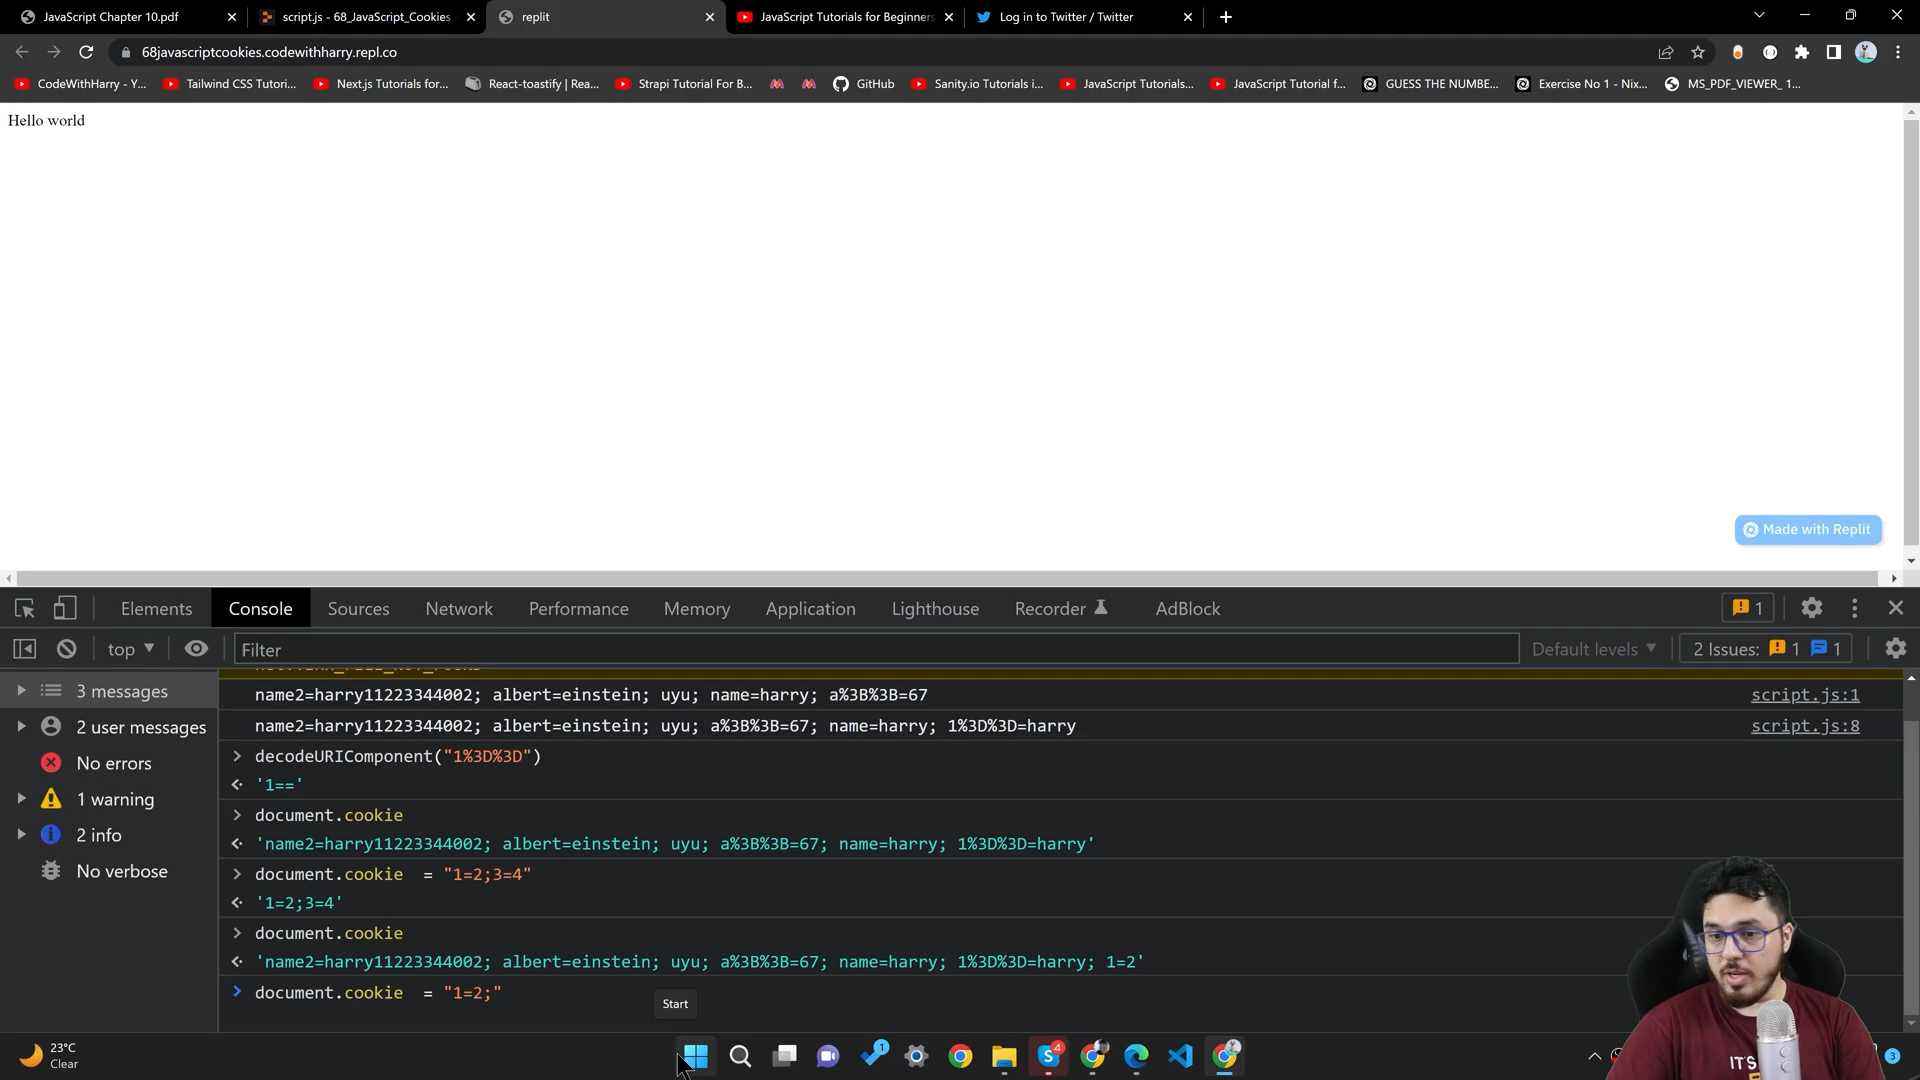 JavaScript Chapter 10.pdf
script.js - 68_JavaScript_Cookies
replit
JavaScript Tutorials for Beginners
Log in to Twitter / Twitter
68javascriptcookies.codewithharry.repl.co
CodeWithHarry - Y...
Tailwind CSS Tutori...
Next.js Tutorials for...
React-toastify | Rea...
Strapi Tutorial For B...
GitHub
Sanity.io Tutorials i...
JavaScript Tutorials...
JavaScript Tutorial f...
GUESS THE NUMBE...
Exercise No 1 - Nix...
MS_PDF_VIEWER_ 1...
Hello world
Made with Replit
Elements
Console
Sources
Network
Performance
Memory
Application
Lighthouse
Recorder
AdBlock
1
top
Filter
Default levels
2 Issues: 1 1
3 messages
2 user messages
No errors
1 warning
2 info
No verbose
name2=harry11223344002; albert=einstein; uyu; name=harry; a%3B%3B=67
script.js:1
name2=harry11223344002; albert=einstein; uyu; a%3B%3B=67; name=harry; 1%3D%3D=harry
script.js:8
> decodeURIComponent("1%3D%3D")
'1=='
> document.cookie
'name2=harry11223344002; albert=einstein; uyu; a%3B%3B=67; name=harry; 1%3D%3D=harry'
> document.cookie = "1=2;3=4"
'1=2;3=4'
> document.cookie
'name2=harry11223344002; albert=einstein; uyu; a%3B%3B=67; name=harry; 1%3D%3D=harry; 1=2'
> document.cookie = "1=2;"
Start
23°C
Clear
1
4
3
IT'S